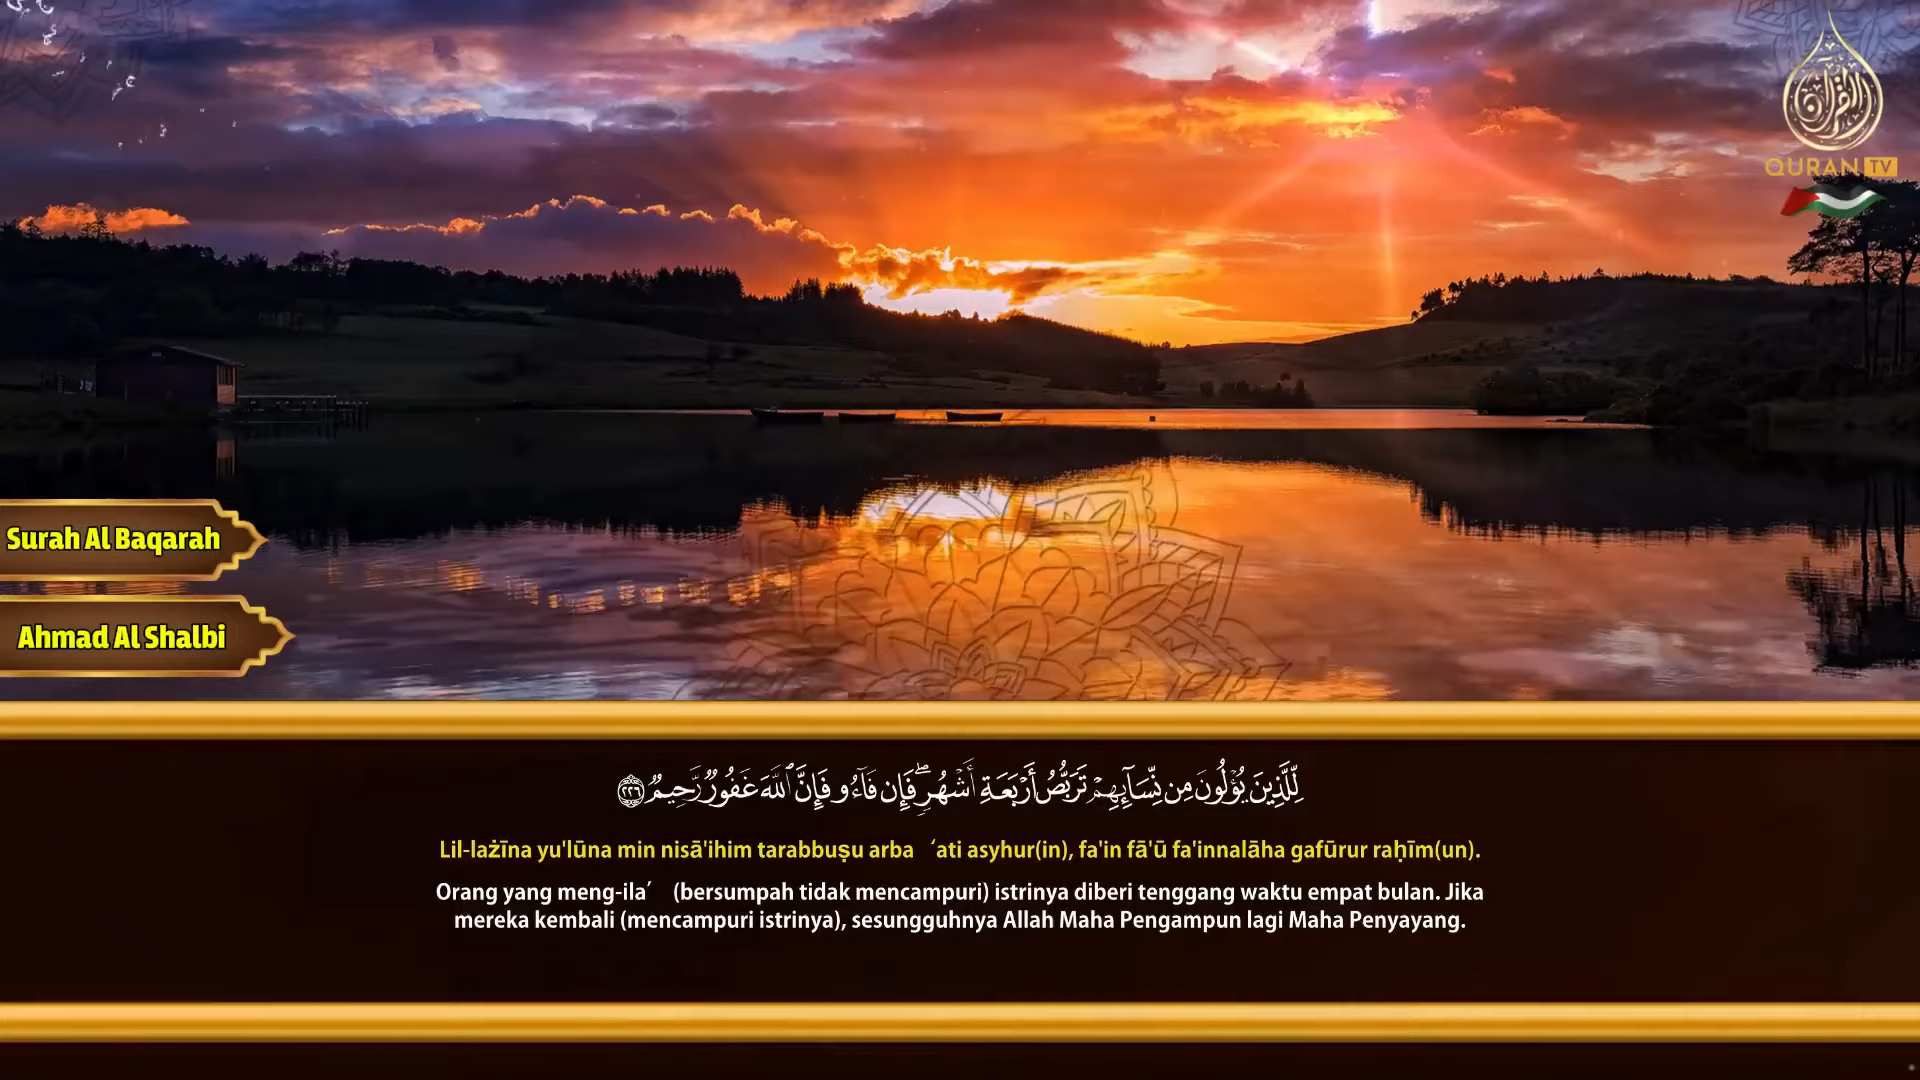 القرآن
QURAN TV
Surah Al Baqarah
Ahmad Al Shalbi
لِّلَّذِينَ يُؤْلُونَ مِن نِّسَآئِهِمْ تَرَبُّصُ أَرْبَعَةِ أَشْهُرٍۖ فَإِن فَآءُو فَإِنَّ ٱللَّهَ غَفُورٌ رَّحِيمٌ ٢٢٦
Lil-lażīna yu'lūna min nisā'ihim tarabbuṣu arba‘ati asyhur(in), fa'in fā'ū fa'innalāha gafūrur raḥīm(un).
Orang yang meng-ila’ (bersumpah tidak mencampuri) istrinya diberi tenggang waktu empat bulan. Jika
mereka kembali (mencampuri istrinya), sesungguhnya Allah Maha Pengampun lagi Maha Penyayang.